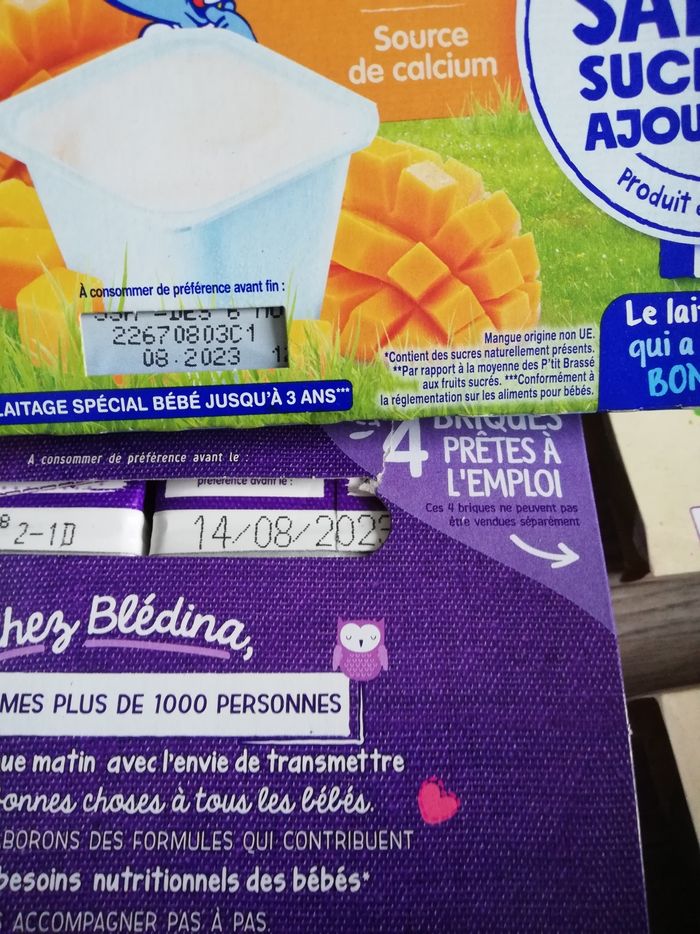 Source
de calcium
SUC
AJOU
Produit
À consommer de préférence avant fin :
22670803C1
08.2023
Mangue origine non UE.
*Contient des sucres naturellement présents.
**Par rapport à la moyenne des P'tit Brassé
aux fruits sucrés. ***Conformément à
la réglementation sur les aliments pour bébés.
Le lai
qui a
BON
LAITAGE SPÉCIAL BÉBÉ JUSQU'À 3 ANS***
4 BRIQUES
PRÊTES À
L'EMPLOI
Ces 4 briques ne peuvent pas
être vendues séparément
A consommer de préférence avant le :
préférence avant le :
2-1D
14/08/2023
hez Blédina,
MES PLUS DE 1000 PERSONNES
ue matin avec l'envie de transmettre
onnes choses à tous les bébés.
BORONS DES FORMULES QUI CONTRIBUENT
besoins nutritionnels des bébés*
S ACCOMPAGNER PAS À PAS.